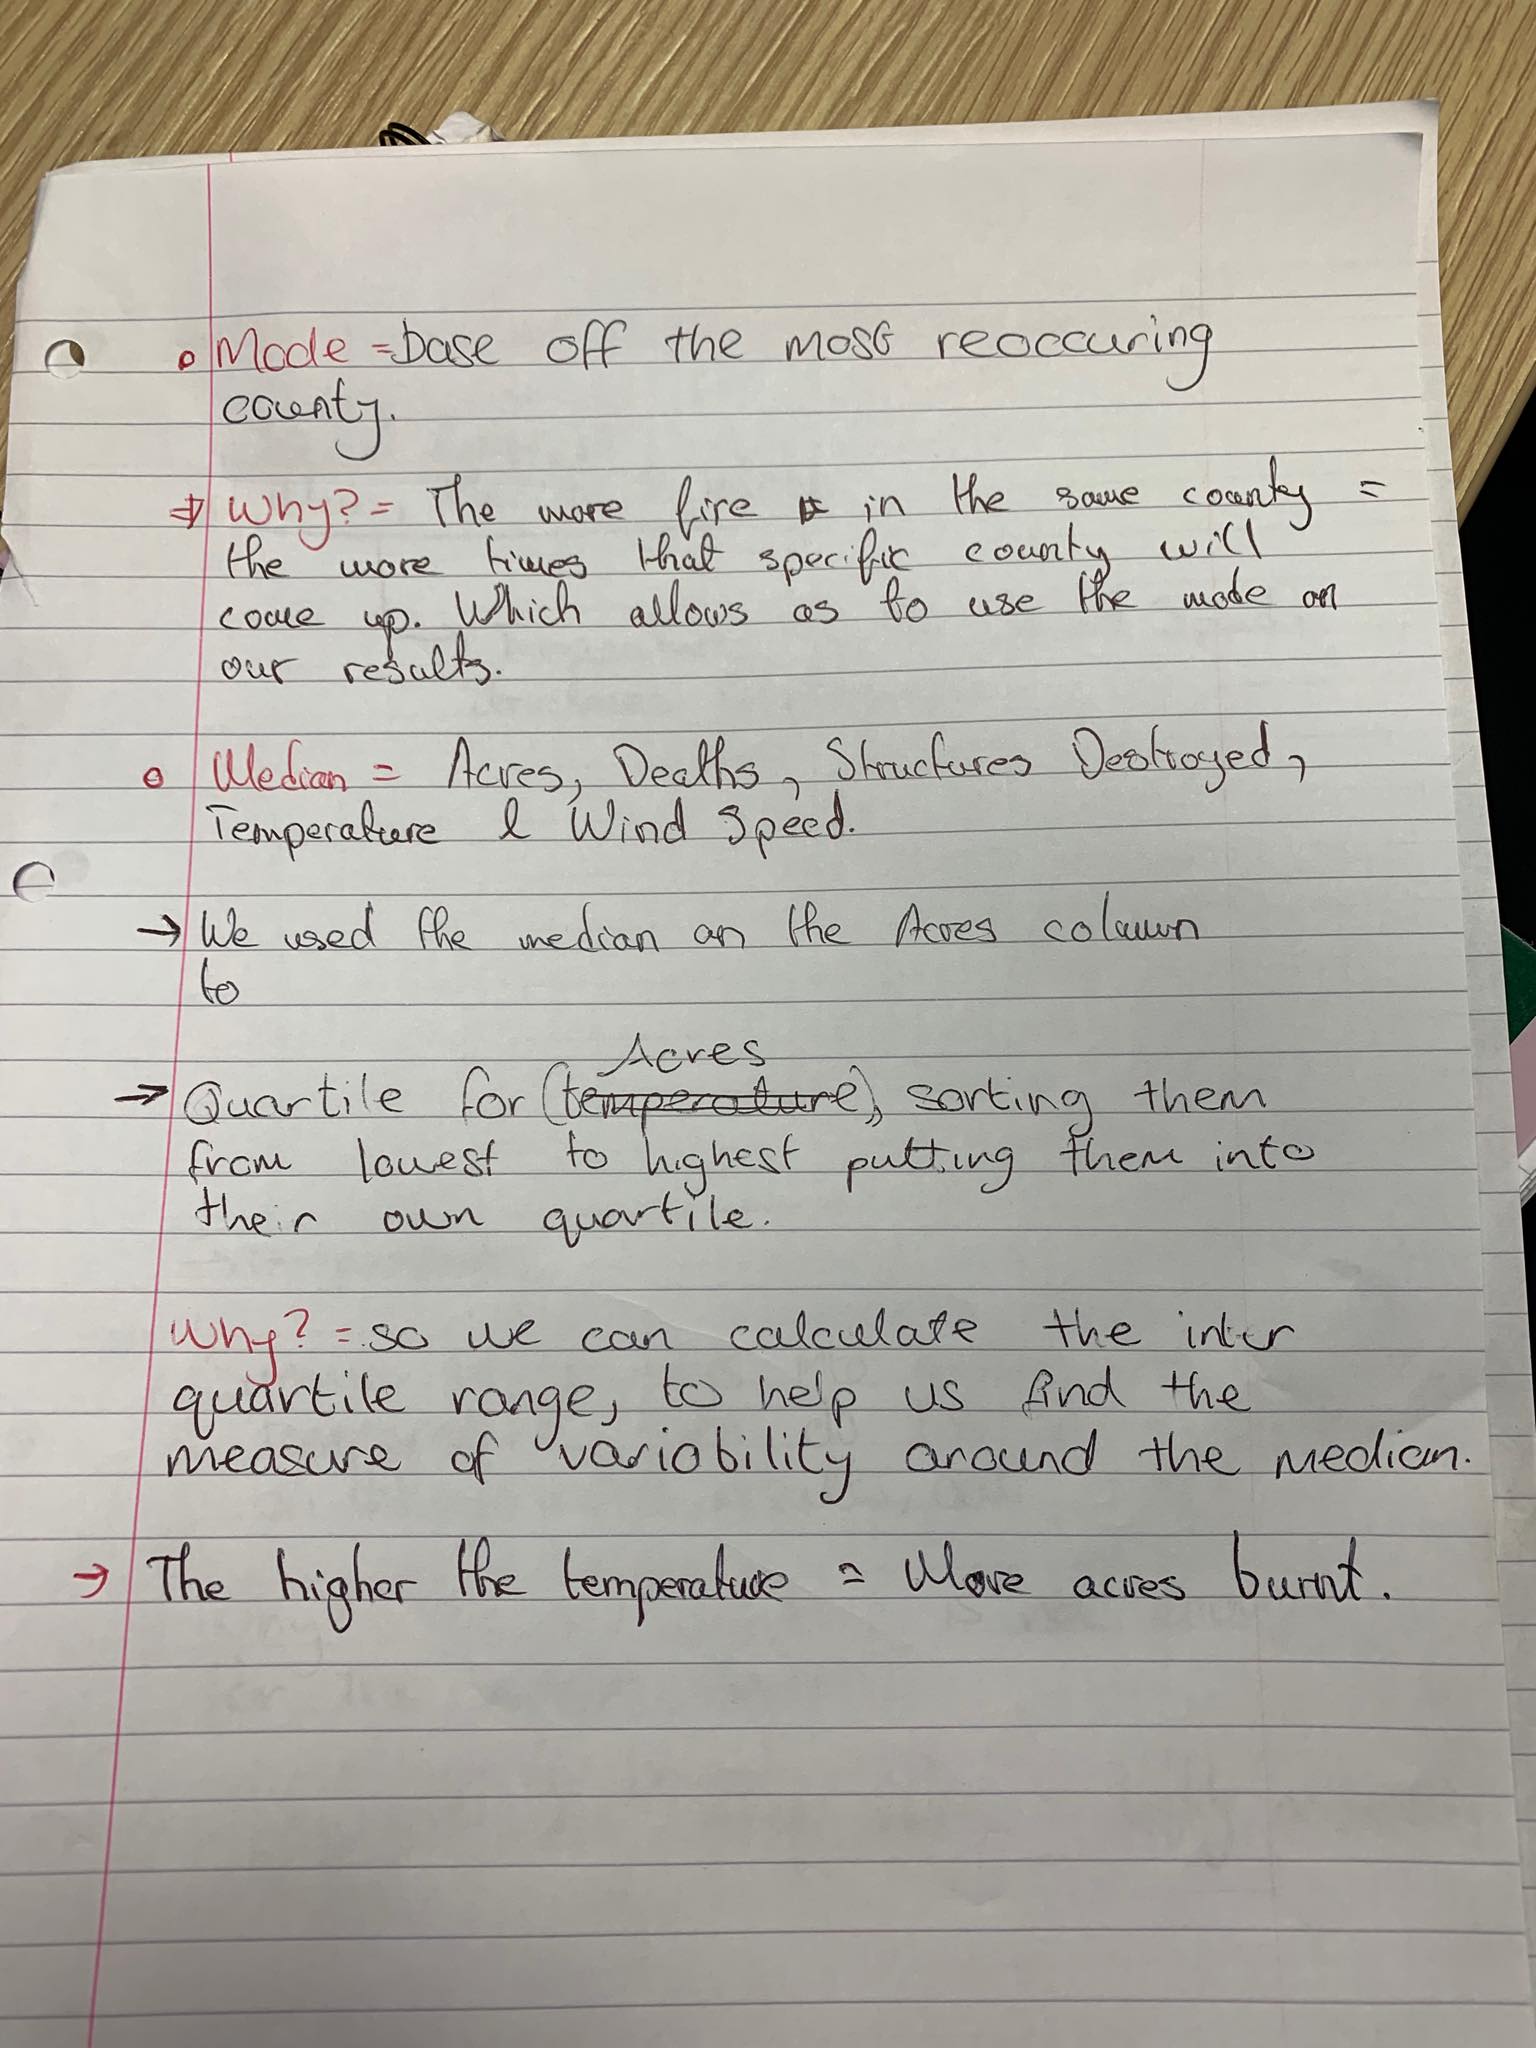 Mode = base off the most reoccuring
county.
Why? = The more fire in the same county =
the more times that specific county will
come up. Which allows as to use the mode on
our results.
Median = Acres, Deaths, Structures Destroyed,
Temperature & Wind Speed.
→ We used the median on the Acres column
to
Acres
→ Quartile for (temperature), sorting them
from lowest to highest putting them into
their own quartile.
Why? = so we can calculate the inter
quartile range, to help us find the
measure of variability around the median.
→ The higher the temperature = More acres burnt.